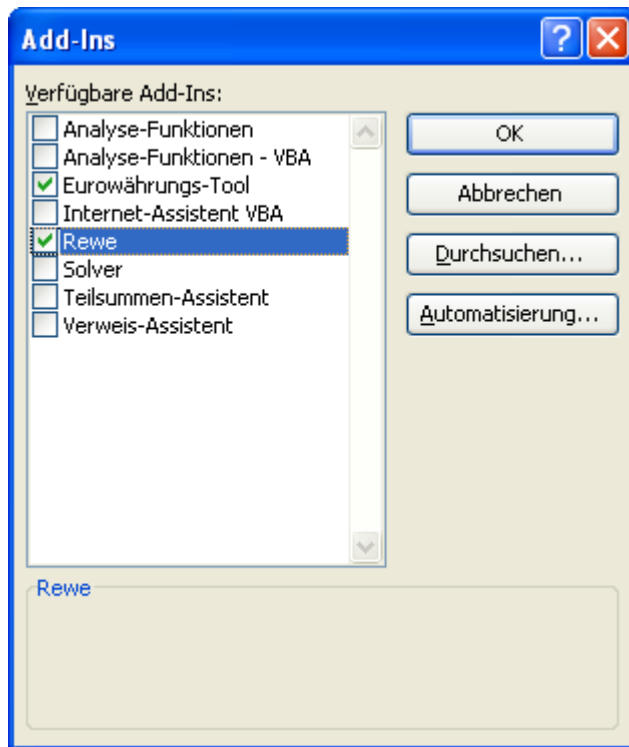 Add-Ins
Verfügbare Add-Ins:
Analyse-Funktionen
Analyse-Funktionen - VBA
Eurowährungs-Tool
Internet-Assistent VBA
Rewe
Solver
Teilsummen-Assistent
Verweis-Assistent
OK
Abbrechen
Durchsuchen...
Automatisierung...
Rewe